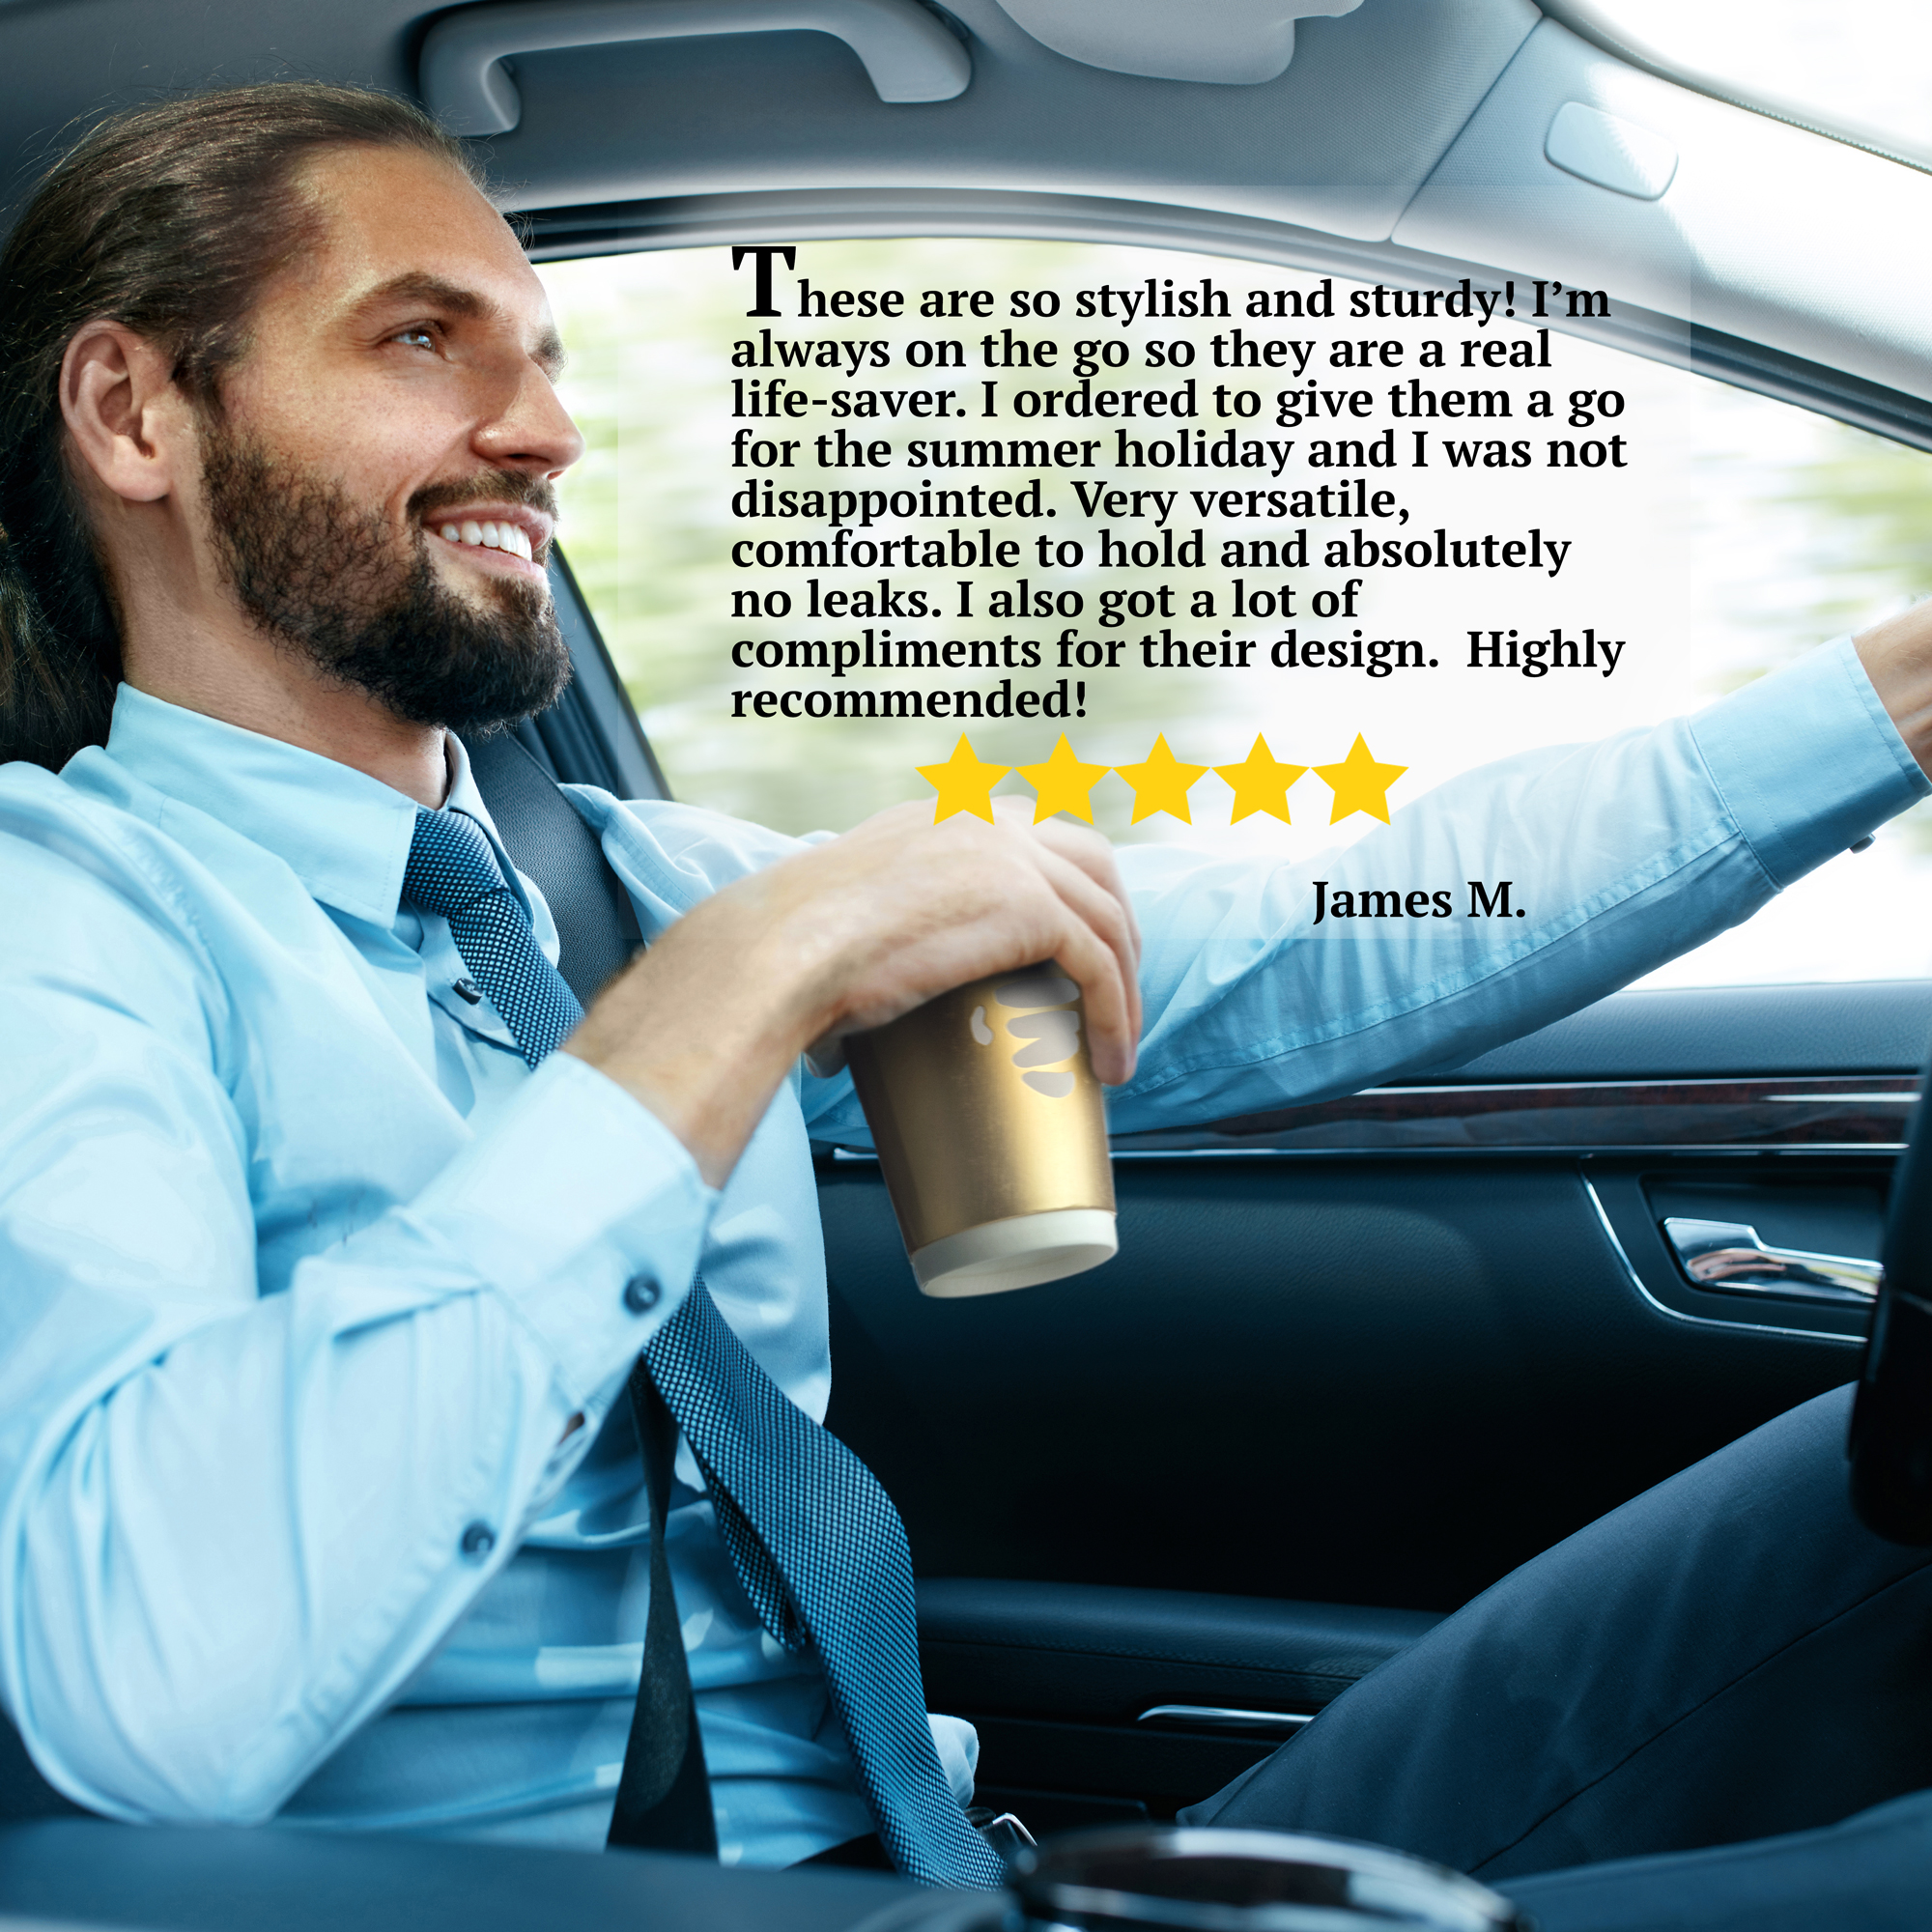 These are so stylish and sturdy! I’m
always on the go so they are a real
life-saver. I ordered to give them a go
for the summer holiday and I was not
disappointed. Very versatile,
comfortable to hold and absolutely
no leaks. I also got a lot of
compliments for their design.  Highly
recommended!
James M.